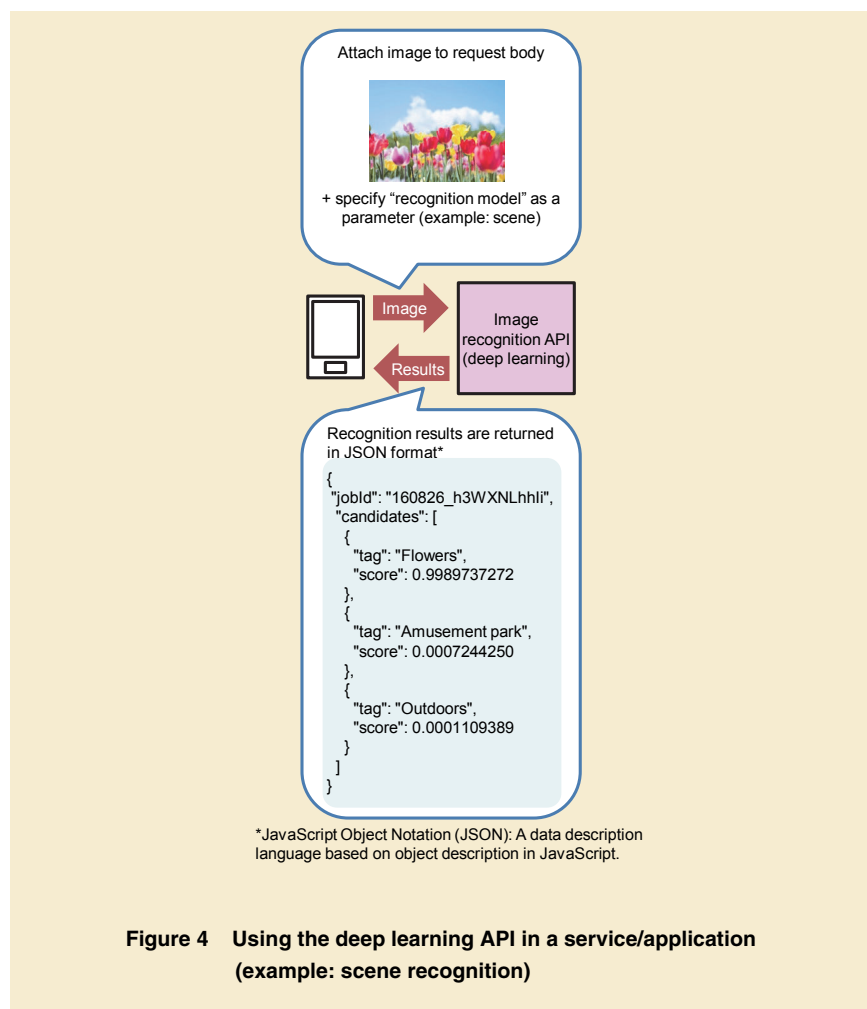 Attach image to request body
+ specify “recognition model” as a
parameter (example: scene)
Image
Image
recognition API
(deep learning)
Results
Recognition results are returned
in JSON format*
{
"jobId": "160826_h3WXNLhhIi",
"candidates": [
{
"tag": "Flowers",
"score": 0.9989737272
},
{
"tag": "Amusement park",
"score": 0.0007244250
},
{
"tag": "Outdoors",
"score": 0.0001109389
}
]
}
*JavaScript Object Notation (JSON): A data description
language based on object description in JavaScript.
Figure 4 Using the deep learning API in a service/application
(example: scene recognition)